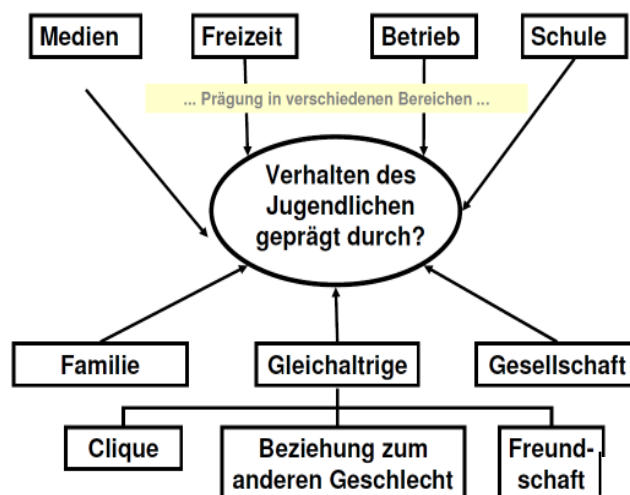 Medien
Freizeit
Betrieb
Schule
... Prägung in verschiedenen Bereichen ...
Verhalten des
Jugendlichen
geprägt durch?
Familie
Gleichaltrige
Gesellschaft
Clique
Beziehung zum
anderen Geschlecht
Freund-
schaft